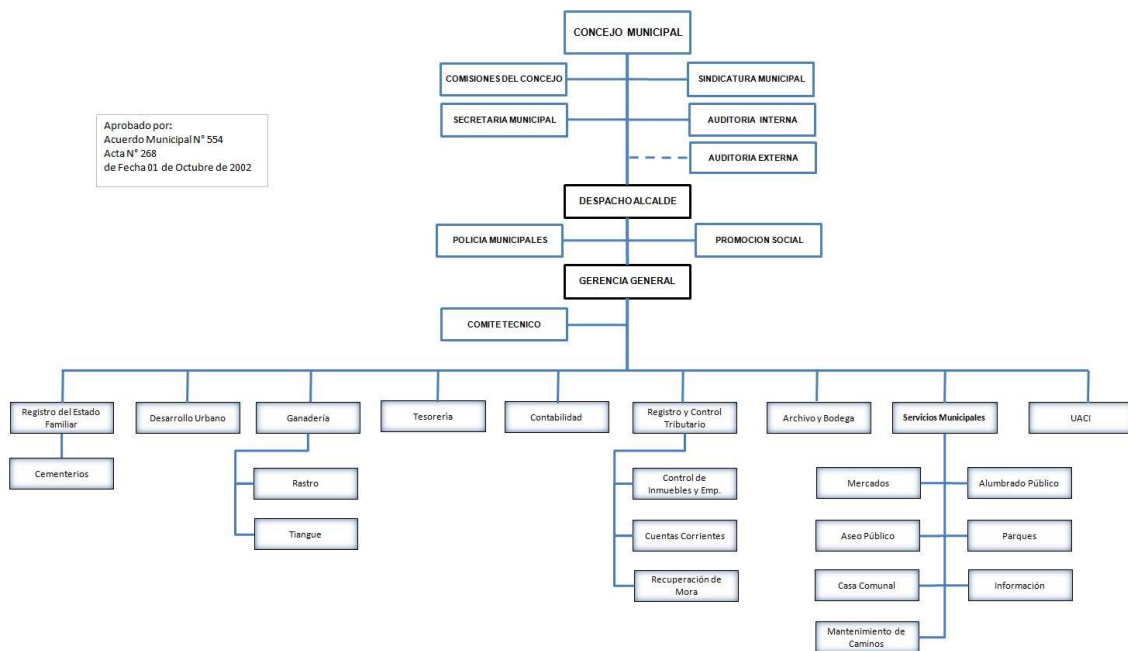 CONCEJO MUNICIPAL
COMISIONES DEL CONCEJO
SINDICATURA MUNICIPAL
SECRETARIA MUNICIPAL
AUDITORIA INTERNA
AUDITORIA EXTERNA
Aprobado por:
Acuerdo Municipal N° 554
Acta N° 268
de Fecha 01 de Octubre de 2002
DESPACHO ALCALDE
POLICIA MUNICIPALES
PROMOCION SOCIAL
GERENCIA GENERAL
COMITE TECNICO
Registro del Estado
Familiar
Desarrollo Urbano
Ganadería
Tesorerìa
Contabilidad
Registro y Control
Tributario
Archivo y Bodega
Servicios Municipales
UACI
Cementerios
Rastro
Tiangue
Control de
Inmuebles y Emp.
Cuentas Corrientes
Recuperación de
Mora
Mercados
Alumbrado Público
Aseo Público
Parques
Casa Comunal
Información
Mantenimiento de
Caminos